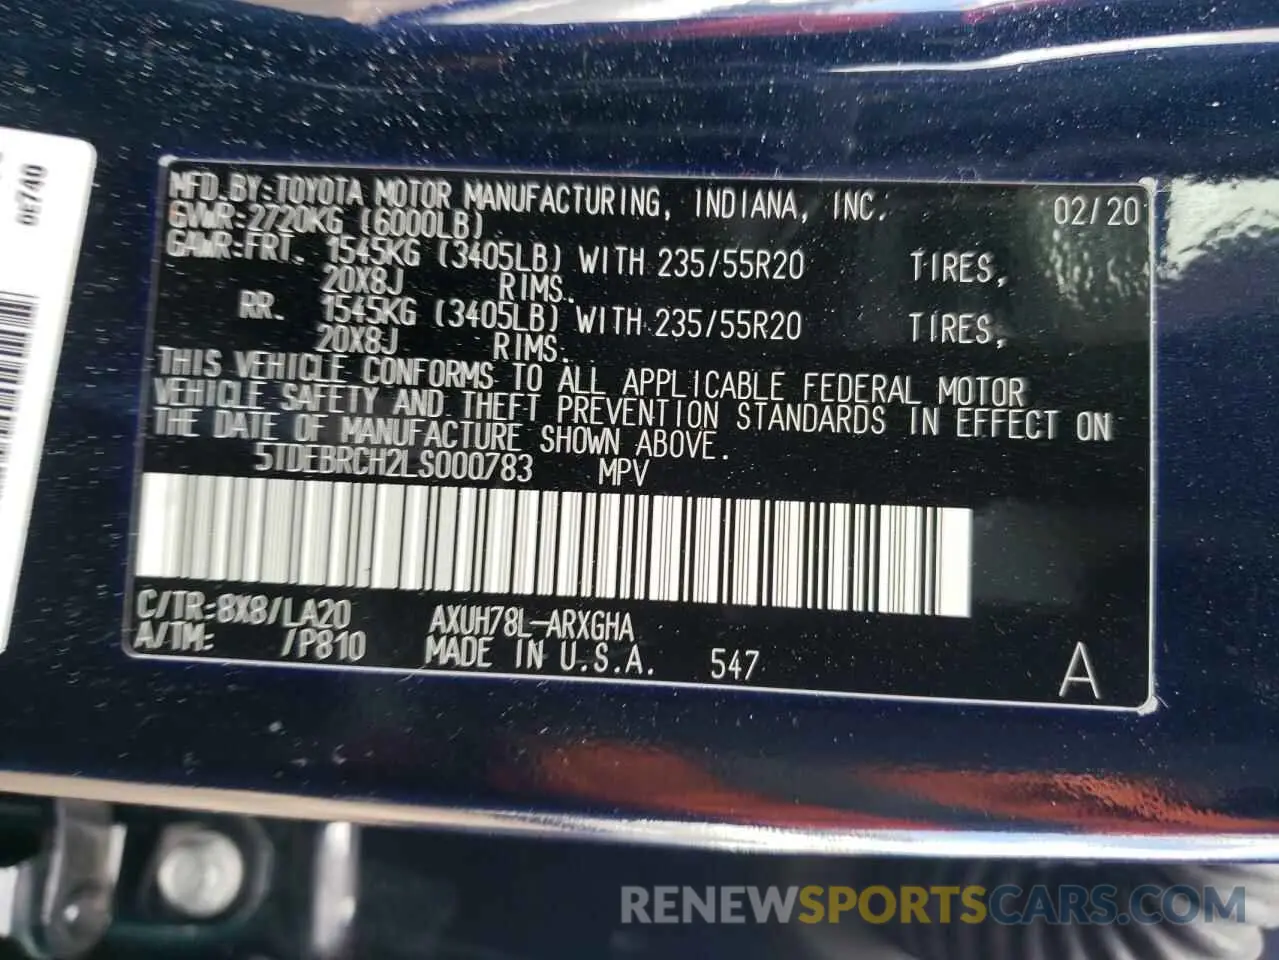 MFD.BY:TOYOTA MOTOR MANUFACTURING, INDIANA, INC. 02/20
GVWR:2720KG (6000LB)
GAWR:FRT. 1545KG (3405LB) WITH 235/55R20 TIRES,
20X8J RIMS.
RR. 1545KG (3405LB) WITH 235/55R20 TIRES,
20X8J RIMS.
THIS VEHICLE CONFORMS TO ALL APPLICABLE FEDERAL MOTOR
VEHICLE SAFETY AND THEFT PREVENTION STANDARDS IN EFFECT ON
THE DATE OF MANUFACTURE SHOWN ABOVE.
5TDEBRCH2LS000783 MPV
C/TR:8X8/LA20 AXUH78L-ARXGHA
A/TM: /P810 MADE IN U.S.A. 547 A
0E740
RENEWSPORTSCARS.COM